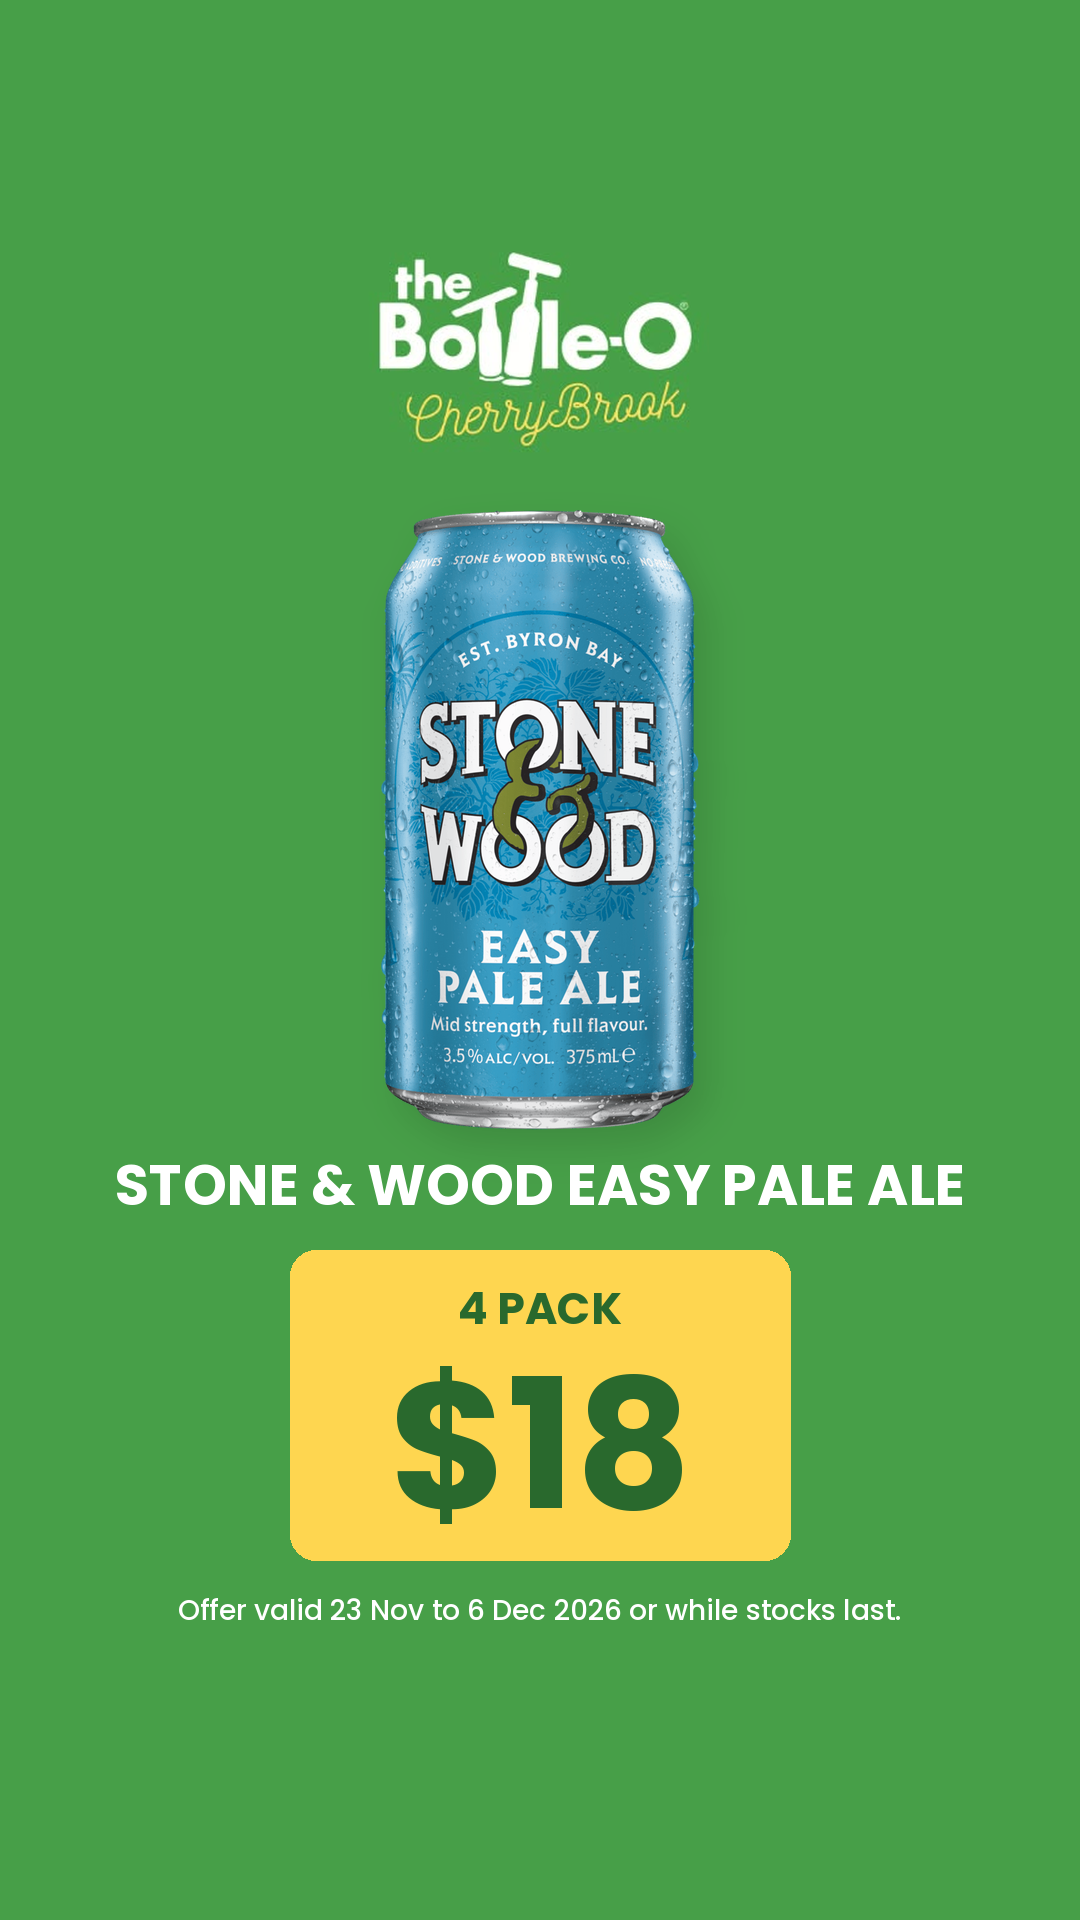 the
Bottle-O®
CherryBrook
STONE & WOOD BREWING CO.
EST. BYRON BAY
STONE
&
WOOD
EASY
PALE ALE
Mid strength, full flavour.
3.5% ALC/VOL. 375mL e
STONE & WOOD EASY PALE ALE
4 PACK
$18
Offer valid 23 Nov to 6 Dec 2026 or while stocks last.